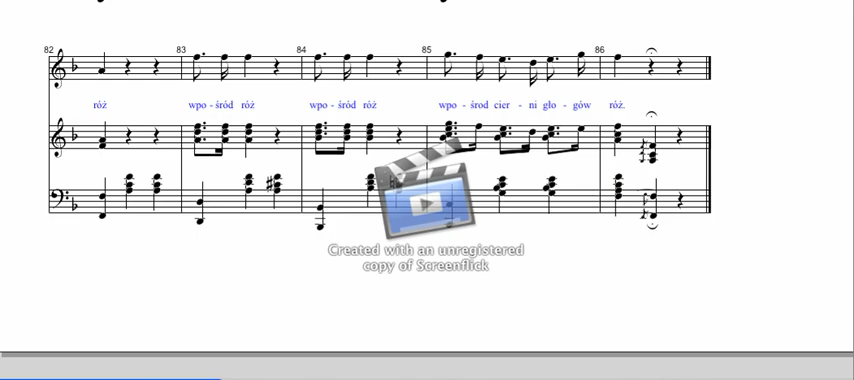 82 83 84 85 86
róż wpo - śród róż wpo - śród róż wpo - środ cier - ni gło - gów róż.
Created with an unregistered
copy of Screenflick